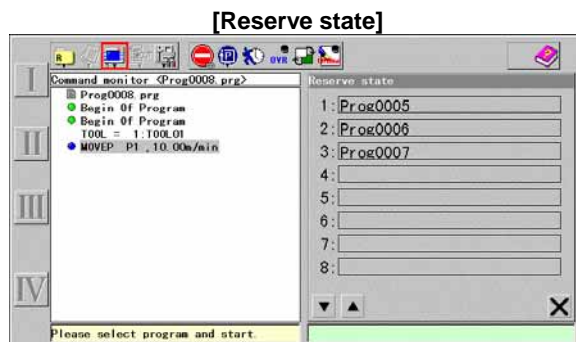 [Reserve state]
R OVR
I
II
III
IV
Command monitor <Prog0008.prg>
Prog0008.prg
Begin Of Program
Begin Of Program
TOOL = 1:TOOL01
MOVEP P1 ,10.00m/min
Please select program and start.
Reserve state
1: Prog0005
2: Prog0006
3: Prog0007
4:
5:
6:
7:
8: